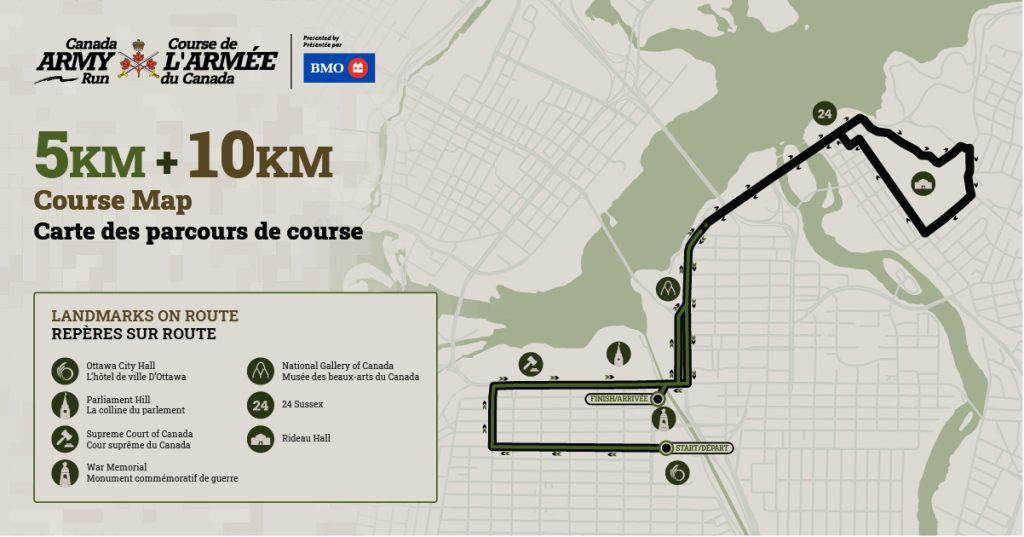 Canada
ARMY
Run
Course de
L'ARMÉE
du Canada
Presented by
Présentée par
BMO
5KM + 10KM
Course Map
Carte des parcours de course
LANDMARKS ON ROUTE
REPÈRES SUR ROUTE
Ottawa City Hall
L'hôtel de ville D'Ottawa
Parliament Hill
La colline du parlement
Supreme Court of Canada
Cour suprême du Canada
War Memorial
Monument commémoratif de guerre
National Gallery of Canada
Musée des beaux-arts du Canada
24
24 Sussex
Rideau Hall
24
FINISH/ARRIVÉE
START/DÉPART